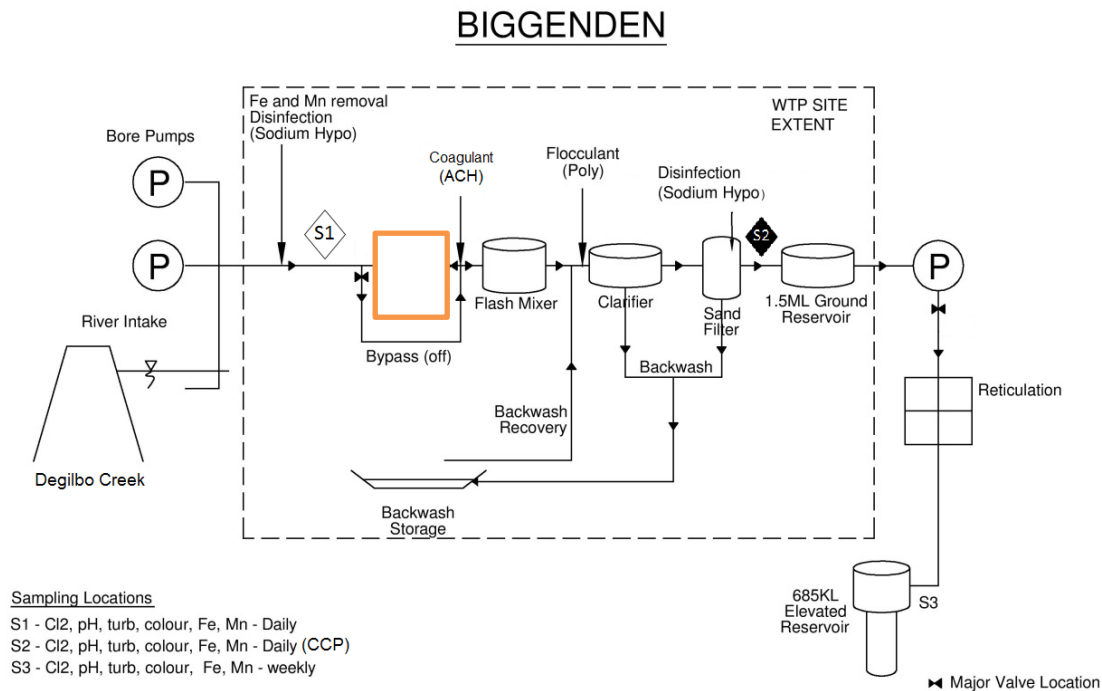 BIGGENDEN
Fe and Mn removal
Disinfection
(Sodium Hypo)
WTP SITE
EXTENT
Bore Pumps
P
Coagulant
(ACH)
Flocculant
(Poly)
Disinfection
(Sodium Hypo)
S1
S2
P
P
Flash Mixer
Clarifier
Sand
Filter
1.5ML Ground
Reservoir
River Intake
Bypass (off)
Backwash
Reticulation
Backwash
Recovery
Degilbo Creek
Backwash
Storage
685KL
Elevated
Reservoir
S3
Sampling Locations
S1 - Cl2, pH, turb, colour, Fe, Mn - Daily
S2 - Cl2, pH, turb, colour, Fe, Mn - Daily (CCP)
S3 - Cl2, pH, turb, colour, Fe, Mn - weekly
Major Valve Location